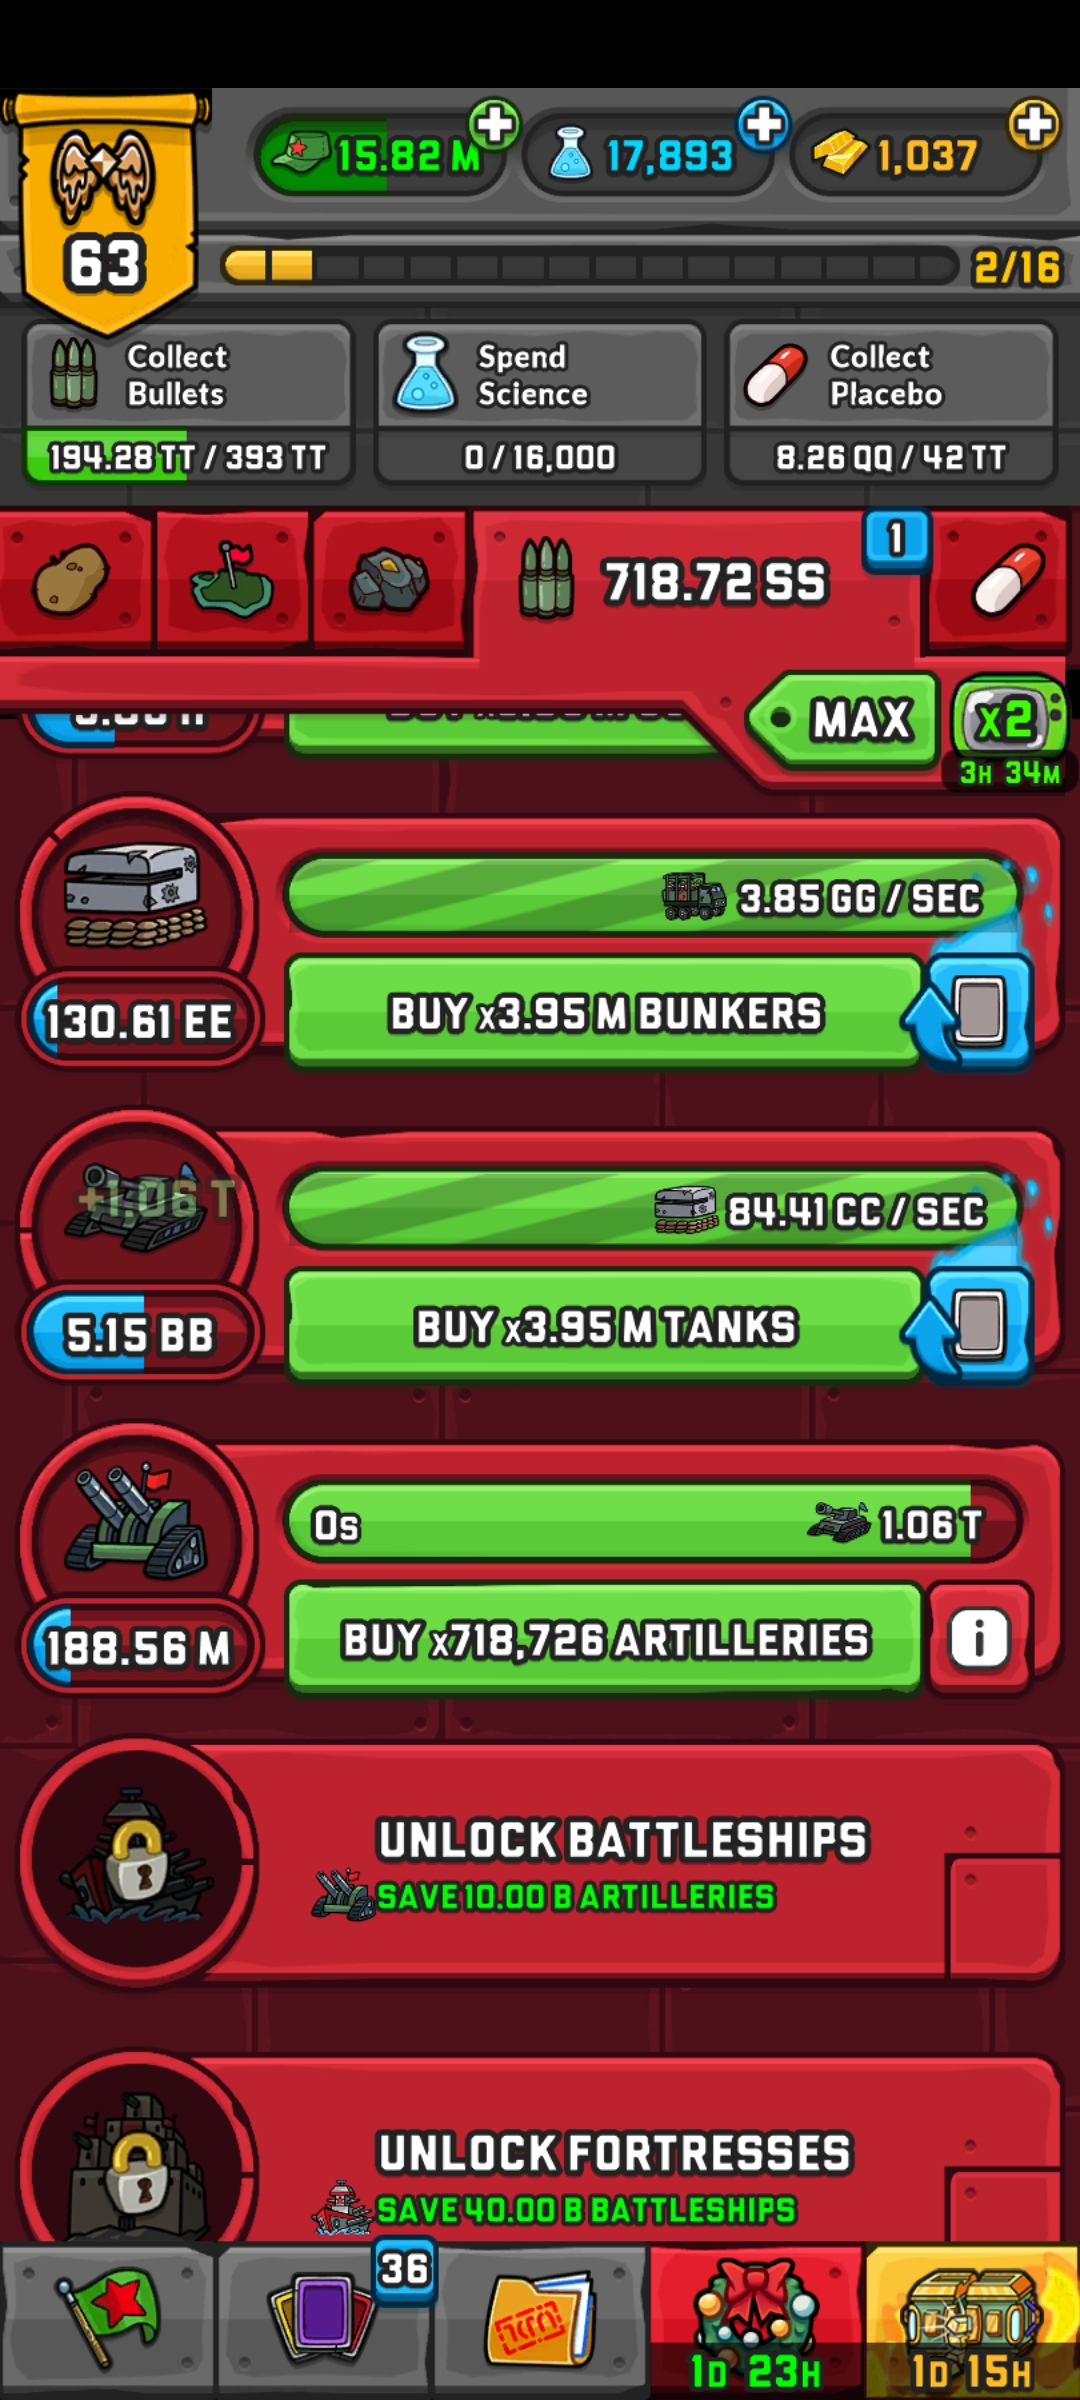 15.82 M
17,893
1,037
63
2/16
Collect
Bullets
194.28 TT / 393 TT
Spend
Science
0 / 16,000
Collect
Placebo
8.26 QQ / 42 TT
718.72 SS
1
MAX
x2
3H 34M
3.85 GG / SEC
130.61 EE
BUY x3.95 M BUNKERS
+1.06 T
84.41 CC / SEC
5.15 BB
BUY x3.95 M TANKS
0s
1.06 T
188.56 M
BUY x718,726 ARTILLERIES
i
UNLOCK BATTLESHIPS
SAVE 10.00 B ARTILLERIES
UNLOCK FORTRESSES
SAVE 40.00 B BATTLESHIPS
36
1D 23H
1D 15H